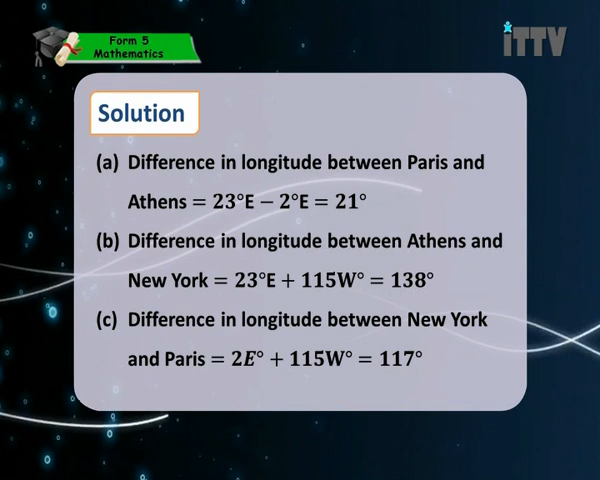 Form 5
Mathematics
iTTV
Solution
(a) Difference in longitude between Paris and
Athens = 23°E − 2°E = 21°
(b) Difference in longitude between Athens and
New York = 23°E + 115W° = 138°
(c) Difference in longitude between New York
and Paris = 2E° + 115W° = 117°